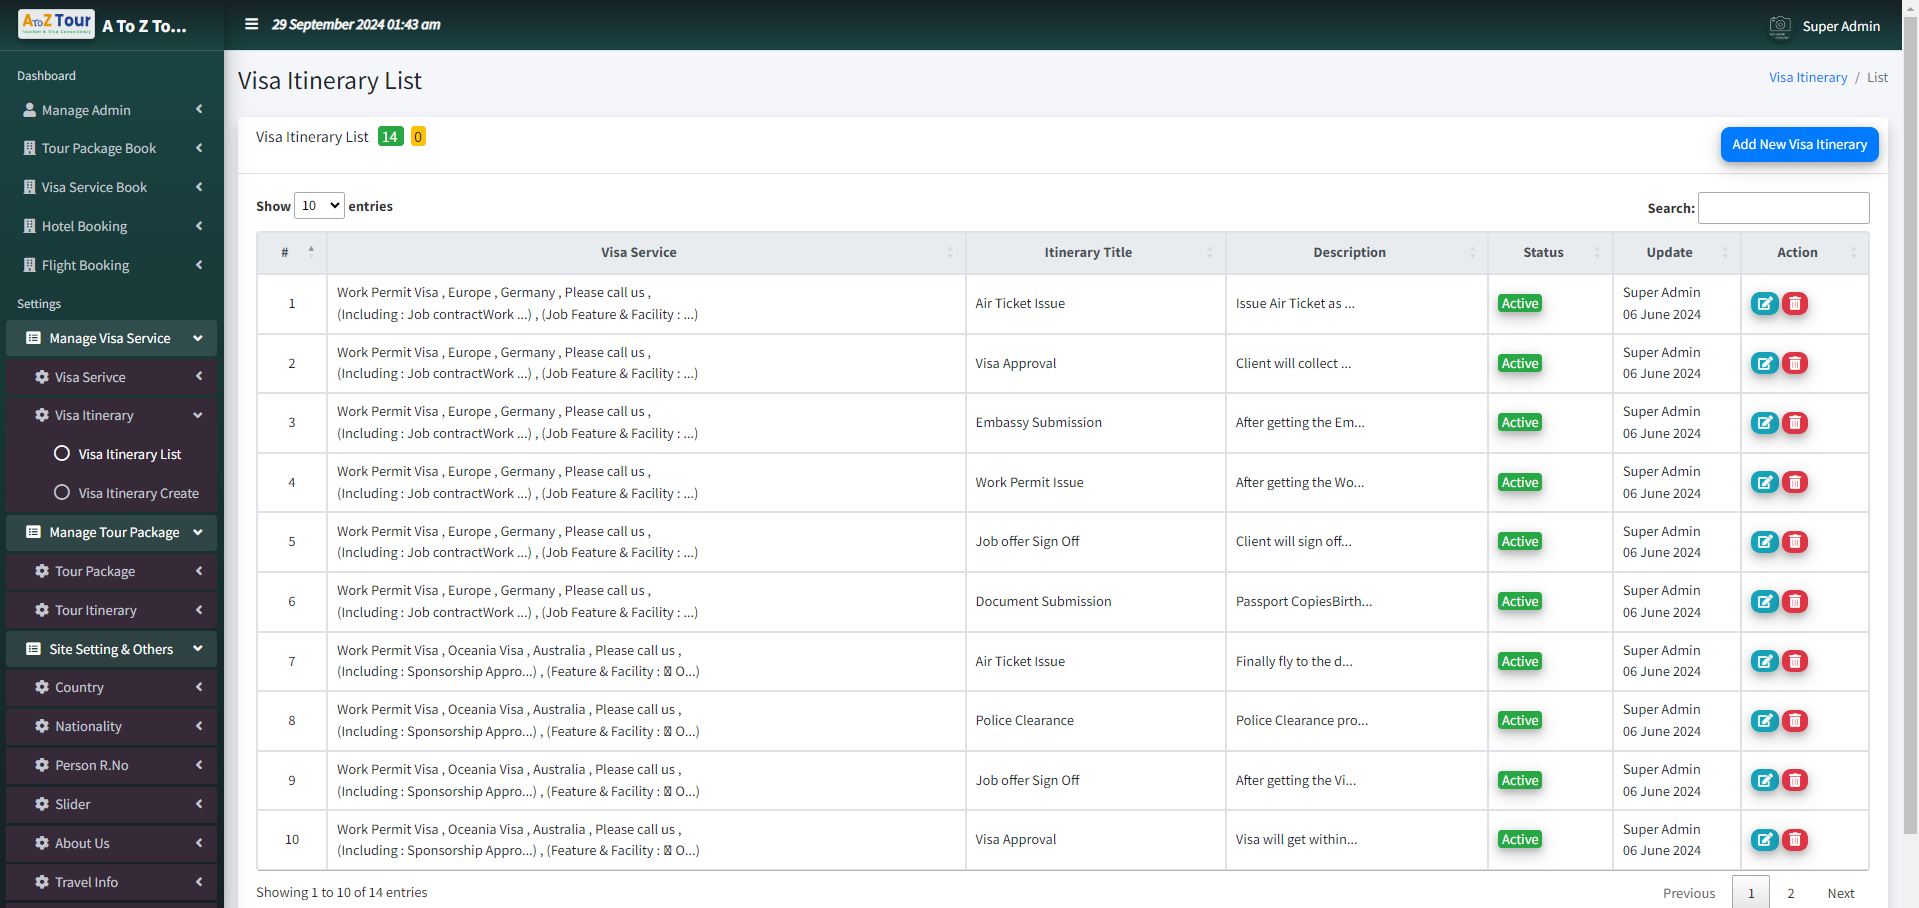 AToZ Tour
Tourism & Visa Consultancy
A To Z To...
29 September 2024 01:43 am
Super Admin
Dashboard
Manage Admin
Tour Package Book
Visa Service Book
Hotel Booking
Flight Booking
Settings
Manage Visa Service
Visa Serivce
Visa Itinerary
Visa Itinerary List
Visa Itinerary Create
Manage Tour Package
Tour Package
Tour Itinerary
Site Setting & Others
Country
Nationality
Person R.No
Slider
About Us
Travel Info
Visa Itinerary List
Visa Itinerary / List
Visa Itinerary List 14 0
Add New Visa Itinerary
Show 10 entries
Search:
# Visa Service Itinerary Title Description Status Update Action
1 Work Permit Visa , Europe , Germany , Please call us ,
(Including : Job contractWork ...) , (Job Feature & Facility : ...) Air Ticket Issue Issue Air Ticket as ... Active Super Admin
06 June 2024
2 Work Permit Visa , Europe , Germany , Please call us ,
(Including : Job contractWork ...) , (Job Feature & Facility : ...) Visa Approval Client will collect ... Active Super Admin
06 June 2024
3 Work Permit Visa , Europe , Germany , Please call us ,
(Including : Job contractWork ...) , (Job Feature & Facility : ...) Embassy Submission After getting the Em... Active Super Admin
06 June 2024
4 Work Permit Visa , Europe , Germany , Please call us ,
(Including : Job contractWork ...) , (Job Feature & Facility : ...) Work Permit Issue After getting the Wo... Active Super Admin
06 June 2024
5 Work Permit Visa , Europe , Germany , Please call us ,
(Including : Job contractWork ...) , (Job Feature & Facility : ...) Job offer Sign Off Client will sign off... Active Super Admin
06 June 2024
6 Work Permit Visa , Europe , Germany , Please call us ,
(Including : Job contractWork ...) , (Job Feature & Facility : ...) Document Submission Passport CopiesBirth... Active Super Admin
06 June 2024
7 Work Permit Visa , Oceania Visa , Australia , Please call us ,
(Including : Sponsorship Appro...) , (Feature & Facility : O...) Air Ticket Issue Finally fly to the d... Active Super Admin
06 June 2024
8 Work Permit Visa , Oceania Visa , Australia , Please call us ,
(Including : Sponsorship Appro...) , (Feature & Facility : O...) Police Clearance Police Clearance pro... Active Super Admin
06 June 2024
9 Work Permit Visa , Oceania Visa , Australia , Please call us ,
(Including : Sponsorship Appro...) , (Feature & Facility : O...) Job offer Sign Off After getting the Vi... Active Super Admin
06 June 2024
10 Work Permit Visa , Oceania Visa , Australia , Please call us ,
(Including : Sponsorship Appro...) , (Feature & Facility : O...) Visa Approval Visa will get within... Active Super Admin
06 June 2024
Showing 1 to 10 of 14 entries
Previous 1 2 Next